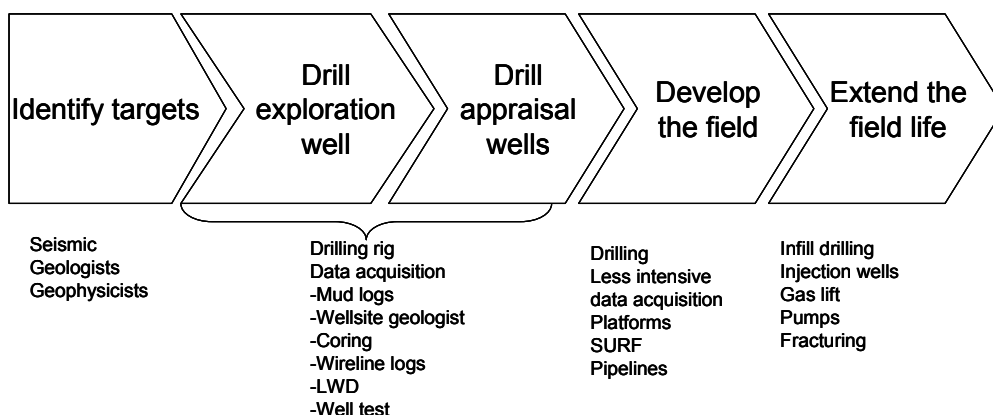 Identify targets
Drill
exploration
well
Drill
appraisal
wells
Develop
the field
Extend the
field life
Seismic
Geologists
Geophysicists
Drilling rig
Data acquisition
-Mud logs
-Wellsite geologist
-Coring
-Wireline logs
-LWD
-Well test
Drilling
Less intensive
data acquisition
Platforms
SURF
Pipelines
Infill drilling
Injection wells
Gas lift
Pumps
Fracturing